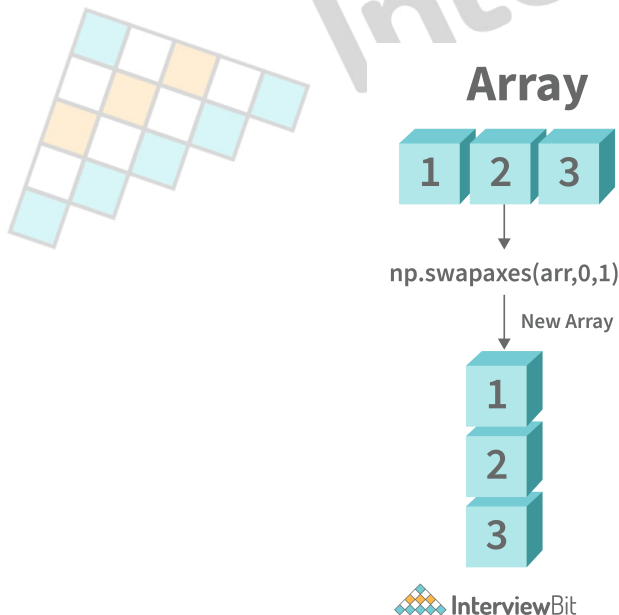 Array
1 2 3
np.swapaxes(arr,0,1)
New Array
1
2
3
InterviewBit